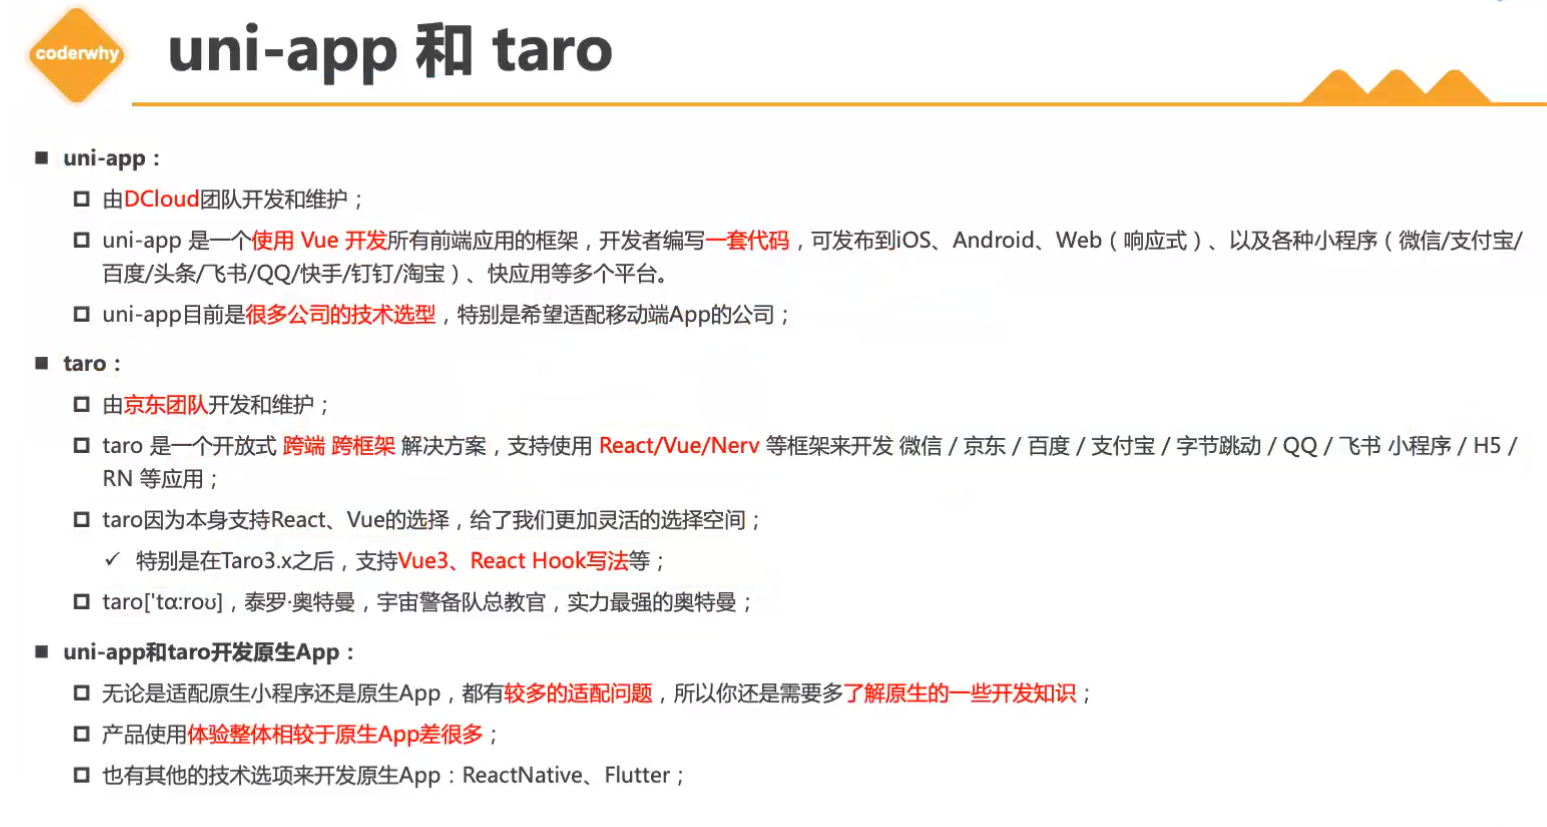 coderwhy
uni-app 和 taro
uni-app：
由DCloud团队开发和维护；
uni-app 是一个使用 Vue 开发所有前端应用的框架，开发者编写一套代码，可发布到iOS、Android、Web（响应式）、以及各种小程序（微信/支付宝/
百度/头条/飞书/QQ/快手/钉钉/淘宝）、快应用等多个平台。
uni-app目前是很多公司的技术选型，特别是希望适配移动端App的公司；
taro：
由京东团队开发和维护；
taro 是一个开放式 跨端 跨框架 解决方案，支持使用 React/Vue/Nerv 等框架来开发 微信 / 京东 / 百度 / 支付宝 / 字节跳动 / QQ / 飞书 小程序 / H5 /
RN 等应用；
taro因为本身支持React、Vue的选择，给了我们更加灵活的选择空间；
特别是在Taro3.x之后，支持Vue3、React Hook写法等；
taro['tɑ:roʊ]，泰罗·奥特曼，宇宙警备队总教官，实力最强的奥特曼；
uni-app和taro开发原生App：
无论是适配原生小程序还是原生App，都有较多的适配问题，所以你还是需要多了解原生的一些开发知识；
产品使用体验整体相较于原生App差很多；
也有其他的技术选项来开发原生App：ReactNative、Flutter；